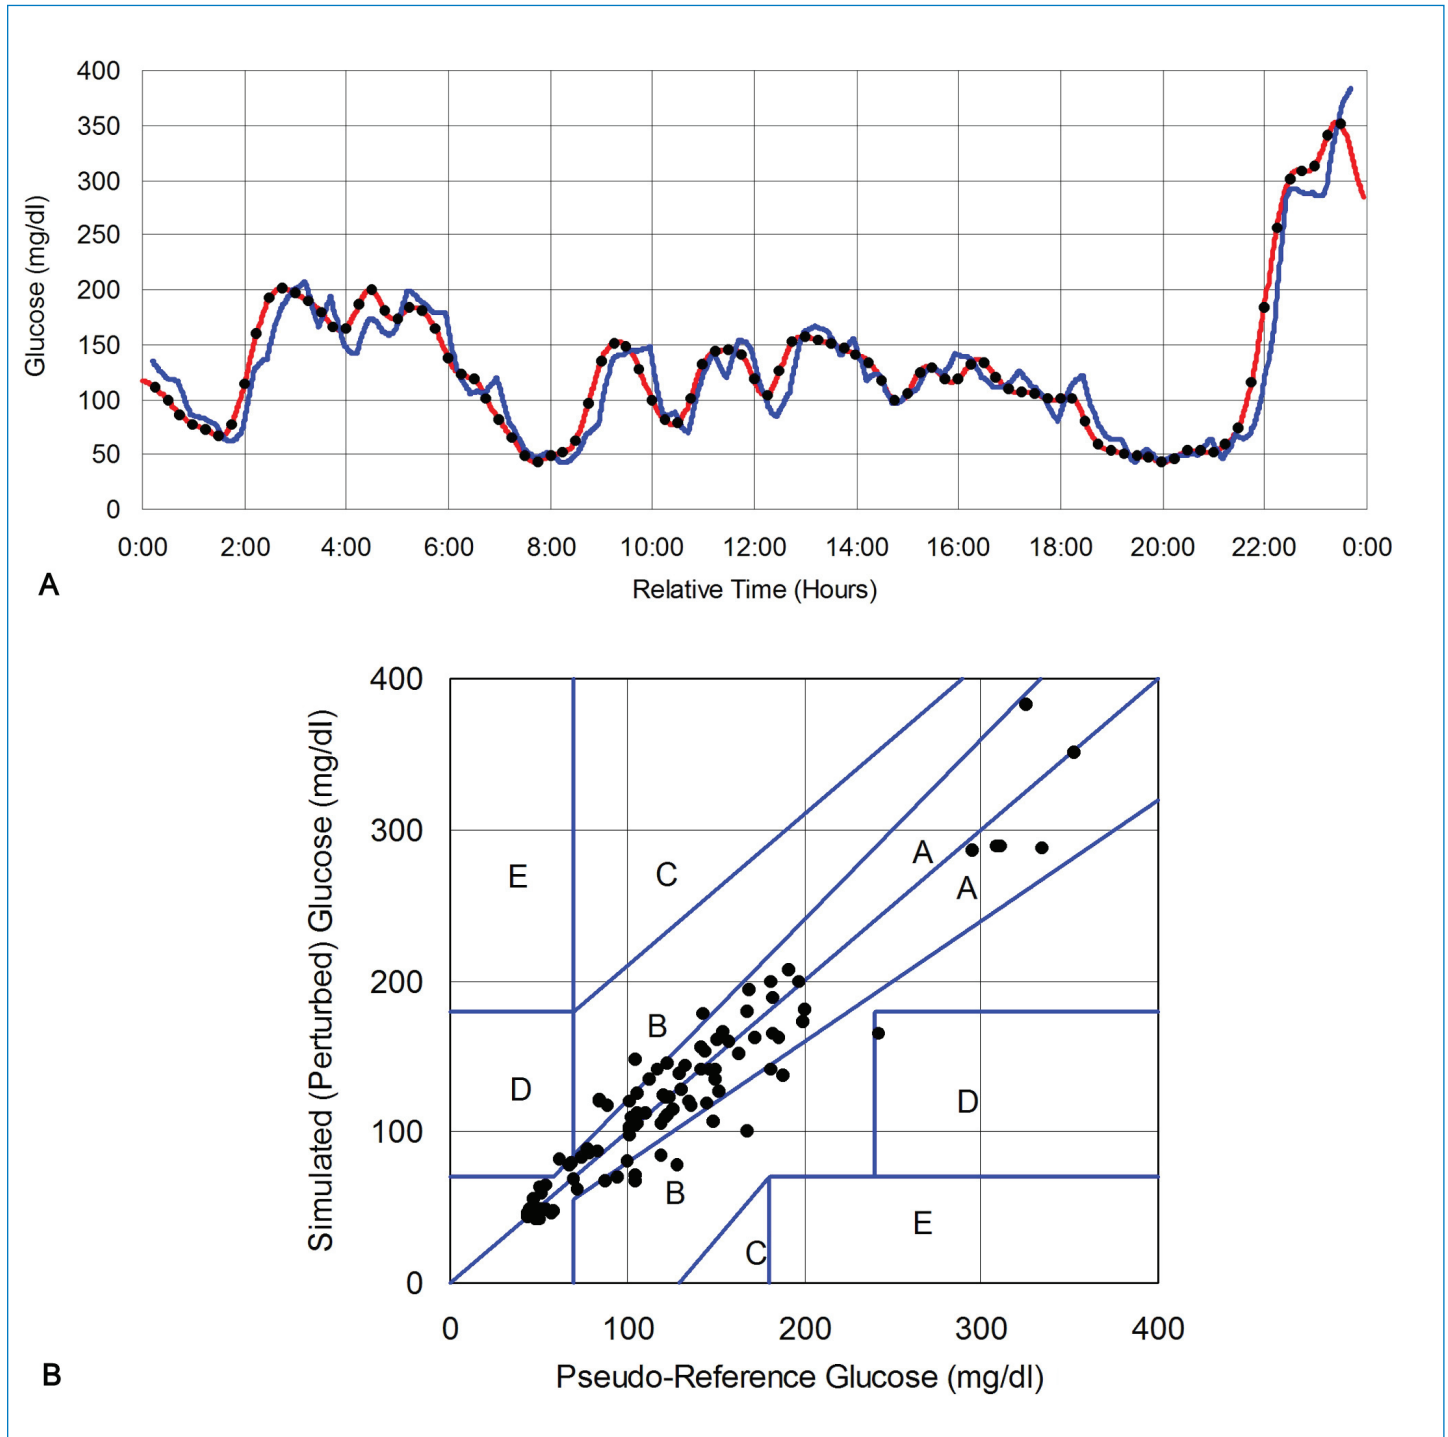 400
350
300
250
200
150
100
50
0
Glucose (mg/dl)
0:00 2:00 4:00 6:00 8:00 10:00 12:00 14:00 16:00 18:00 20:00 22:00 0:00
Relative Time (Hours)
A
400
300
200
100
0
Simulated (Perturbed) Glucose (mg/dl)
E
C
A
A
B
D
D
B
E
C
0 100 200 300 400
Pseudo-Reference Glucose (mg/dl)
B